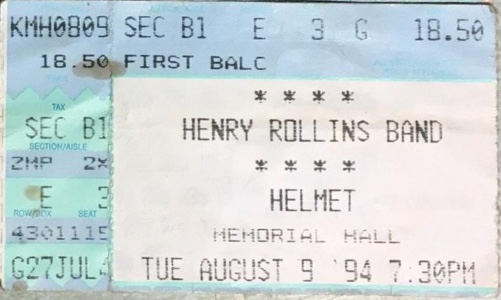 KMH0809 SEC B1 E 3 G 18.50
18.50 FIRST BALC
TAX
* * * *
SEC B1 HENRY ROLLINS BAND
SECTION/AISLE
ZMP 2X * * * *
E 3 HELMET
ROW/BOX SEAT
4301115 MEMORIAL HALL
G27JUL4 TUE AUGUST 9 '94 7:30PM